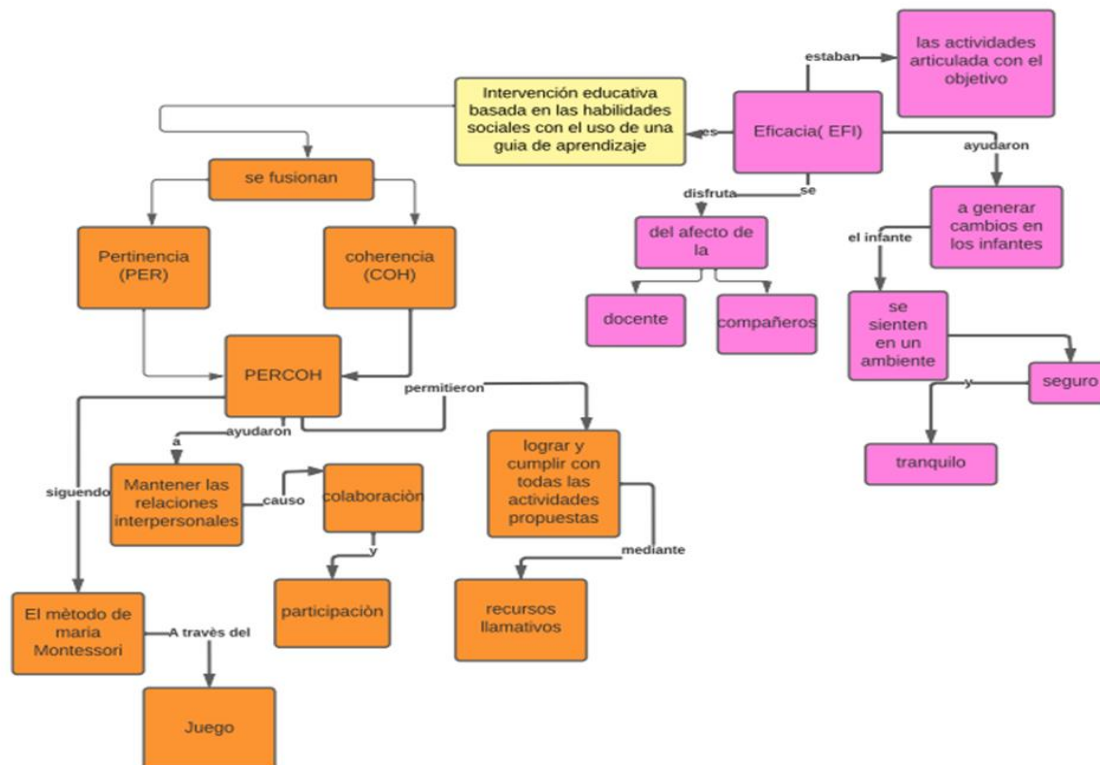 las actividades
articulada con el
objetivo
estaban
Intervención educativa
basada en las habilidades
sociales con el uso de una
guia de aprendizaje
es
Eficacia( EFI)
ayudaron
se fusionan
disfruta
se
a generar
cambios en
los infantes
Pertinencia
(PER)
coherencia
(COH)
del afecto de
la
el infante
docente
compañeros
se
sienten
en un
ambiente
PERCOH
permitieron
seguro
y
ayudaron
a
lograr y
cumplir con
todas las
actividades
propuestas
tranquilo
siguendo
Mantener las
relaciones
interpersonales
causo
colaboraciòn
mediante
y
participaciòn
recursos
llamativos
El mètodo de
maria
Montessori
A travès del
Juego